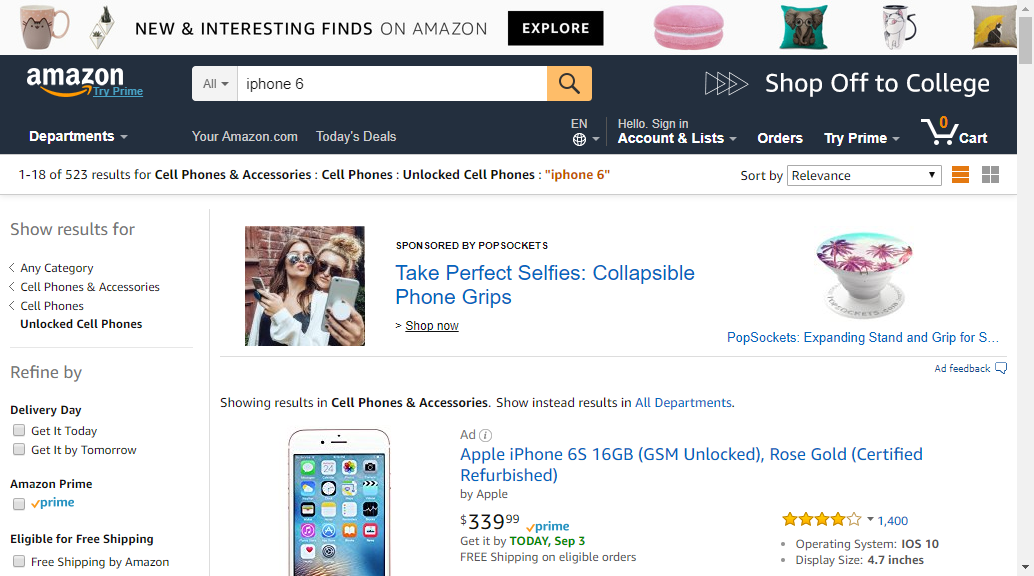 NEW & INTERESTING FINDS ON AMAZON EXPLORE
amazon
Try Prime
All iphone 6
Shop Off to College
Departments Your Amazon.com Today's Deals
EN Hello. Sign in
Account & Lists Orders Try Prime 0 Cart
1-18 of 523 results for Cell Phones & Accessories : Cell Phones : Unlocked Cell Phones : "iphone 6"
Sort by Relevance
Show results for
Any Category
Cell Phones & Accessories
Cell Phones
Unlocked Cell Phones
Refine by
Delivery Day
Get It Today
Get It by Tomorrow
Amazon Prime
prime
Eligible for Free Shipping
Free Shipping by Amazon
SPONSORED BY POPSOCKETS
Take Perfect Selfies: Collapsible
Phone Grips
> Shop now
PopSockets: Expanding Stand and Grip for S...
Ad feedback
Showing results in Cell Phones & Accessories. Show instead results in All Departments.
Ad
Apple iPhone 6S 16GB (GSM Unlocked), Rose Gold (Certified
Refurbished)
by Apple
$339 99 prime
Get it by TODAY, Sep 3
FREE Shipping on eligible orders
1,400
Operating System: IOS 10
Display Size: 4.7 inches